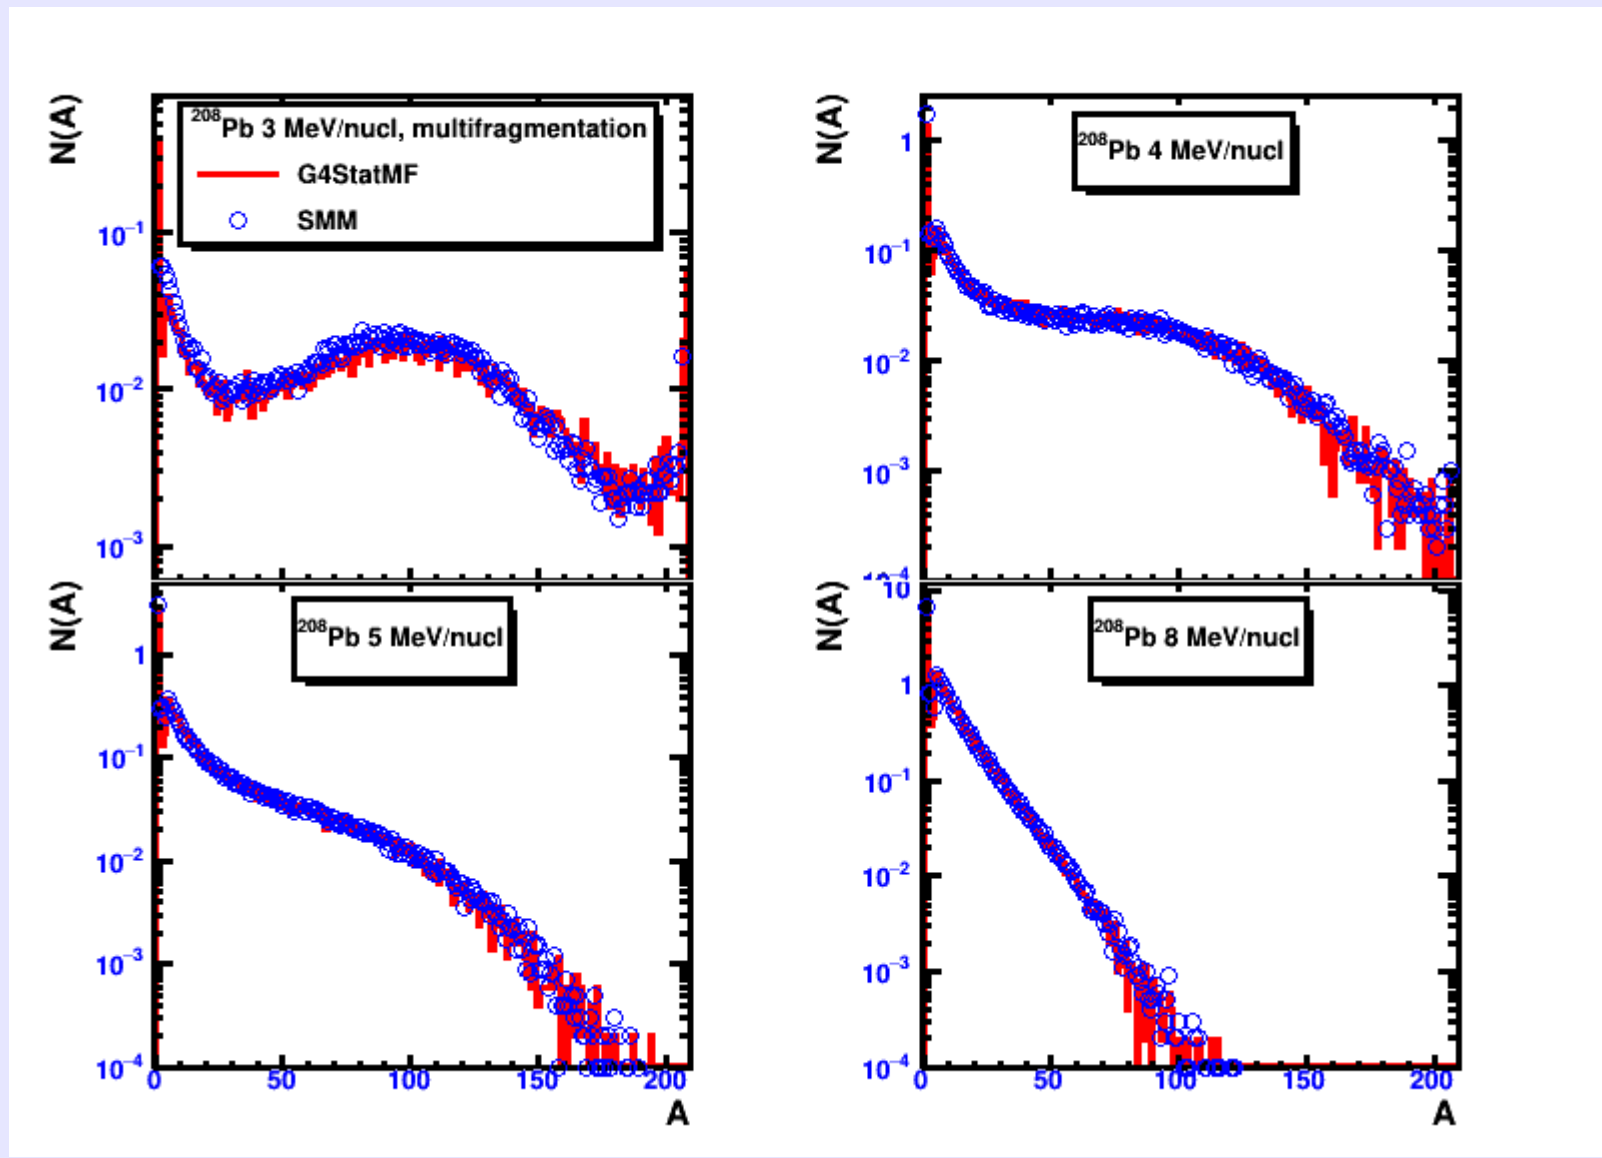 N(A)
²⁰⁸Pb 3 MeV/nucl, multifragmentation
G4StatMF
SMM
10⁻¹
10⁻²
10⁻³
N(A)
²⁰⁸Pb 4 MeV/nucl
1
10⁻¹
10⁻²
10⁻³
N(A)
²⁰⁸Pb 5 MeV/nucl
1
10⁻¹
10⁻²
10⁻³
10⁻⁴
0 50 100 150 200
A
N(A)
²⁰⁸Pb 8 MeV/nucl
10
1
10⁻¹
10⁻²
10⁻³
10⁻⁴
0 50 100 150 200
A